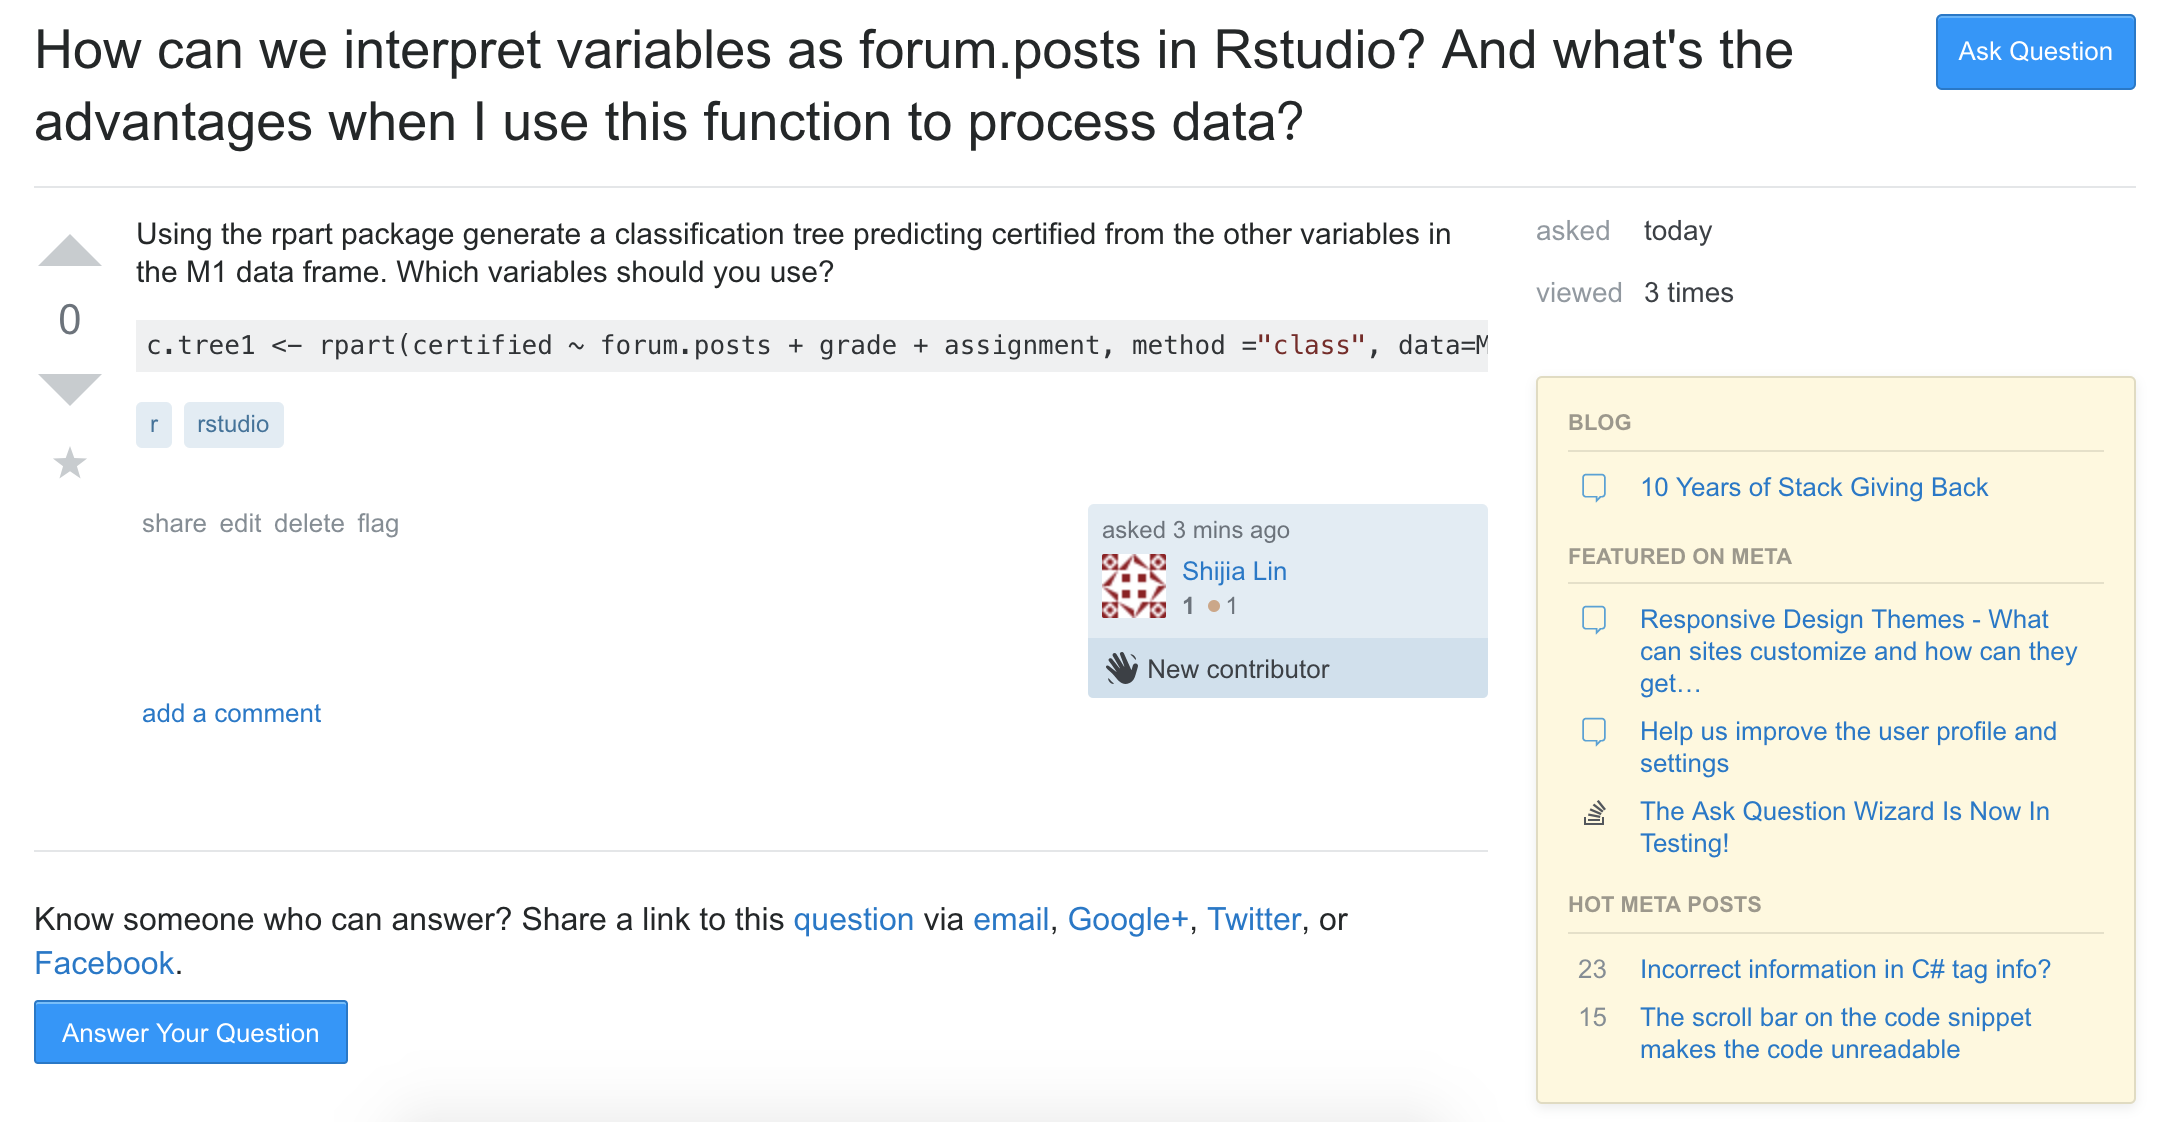 How can we interpret variables as forum.posts in Rstudio? And what's the
advantages when I use this function to process data?
Ask Question
0
Using the rpart package generate a classification tree predicting certified from the other variables in
the M1 data frame. Which variables should you use?
c.tree1 <- rpart(certified ~ forum.posts + grade + assignment, method ="class", data=M
r rstudio
share edit delete flag
asked 3 mins ago
Shijia Lin
1 ●1
New contributor
add a comment
Know someone who can answer? Share a link to this question via email, Google+, Twitter, or
Facebook.
Answer Your Question
asked today
viewed 3 times
BLOG
10 Years of Stack Giving Back
FEATURED ON META
Responsive Design Themes - What
can sites customize and how can they
get…
Help us improve the user profile and
settings
The Ask Question Wizard Is Now In
Testing!
HOT META POSTS
23 Incorrect information in C# tag info?
15 The scroll bar on the code snippet
makes the code unreadable